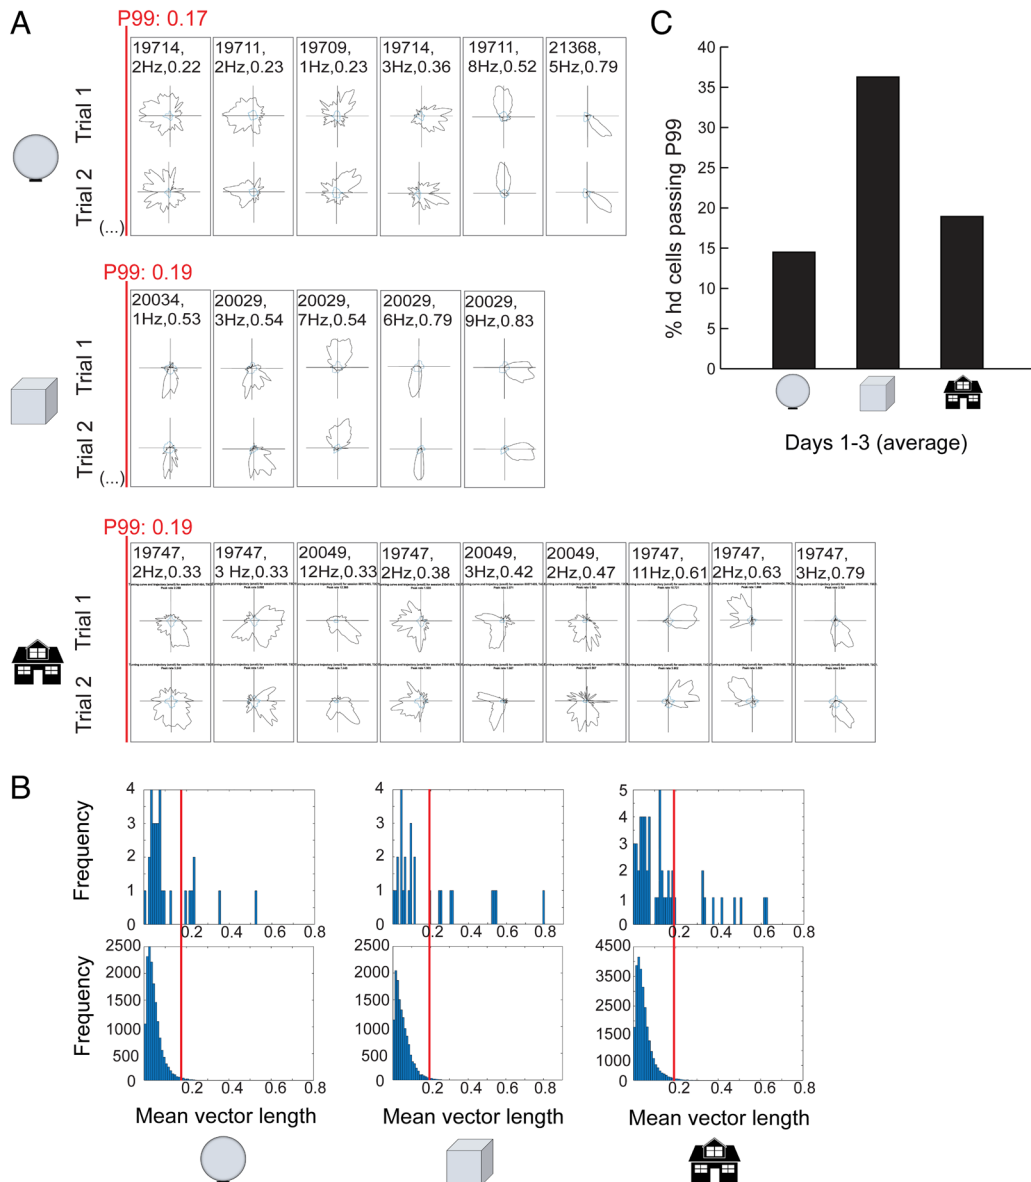 A
P99: 0.17
19714, 19711, 19709, 19714, 19711, 21368,
2Hz,0.22 2Hz,0.23 1Hz,0.23 3Hz,0.36 8Hz,0.52 5Hz,0.79
Trial 1
Trial 2
(...)
P99: 0.19
20034, 20029, 20029, 20029, 20029,
1Hz,0.53 3Hz,0.54 7Hz,0.54 6Hz,0.79 9Hz,0.83
Trial 1
Trial 2
(...)
P99: 0.19
19747, 19747, 20049, 19747, 20049, 20049, 19747, 19747, 19747,
2Hz,0.33 3 Hz,0.33 12Hz,0.33 2Hz,0.38 3Hz,0.42 2Hz,0.47 11Hz,0.61 2Hz,0.63 3Hz,0.79
Trial 1
Trial 2
C
% hd cells passing P99
40
35
30
25
20
15
10
5
0
Days 1-3 (average)
B
Frequency
4
3
2
1
0
0.2 0.4 0.6 0.8
4
3
2
1
0
0.2 0.4 0.6 0.8
5
4
3
2
1
0
0.2 0.4 0.6 0.8
Frequency
2500
2000
1500
1000
500
0
0.2 0.4 0.6 0.8
Mean vector length
2500
2000
1500
1000
500
0
0.2 0.4 0.6 0.8
Mean vector length
4500
3500
2500
1500
0
0.2 0.4 0.6 0.8
Mean vector length